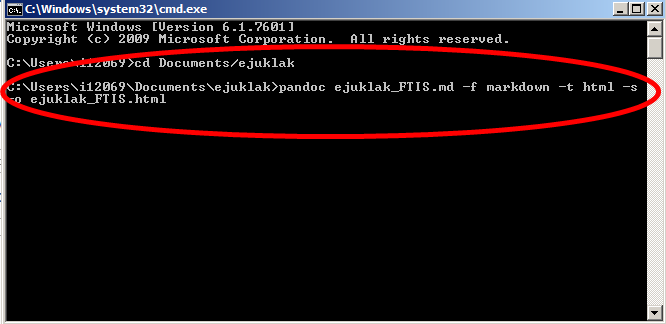 C:\Windows\system32\cmd.exe
Microsoft Windows [Version 6.1.7601]
Copyright (c) 2009 Microsoft Corporation.  All rights reserved.
C:\Users\i12069>cd Documents/ejuklak
C:\Users\i12069\Documents\ejuklak>pandoc ejuklak_FTIS.md -f markdown -t html -s
-o ejuklak_FTIS.html